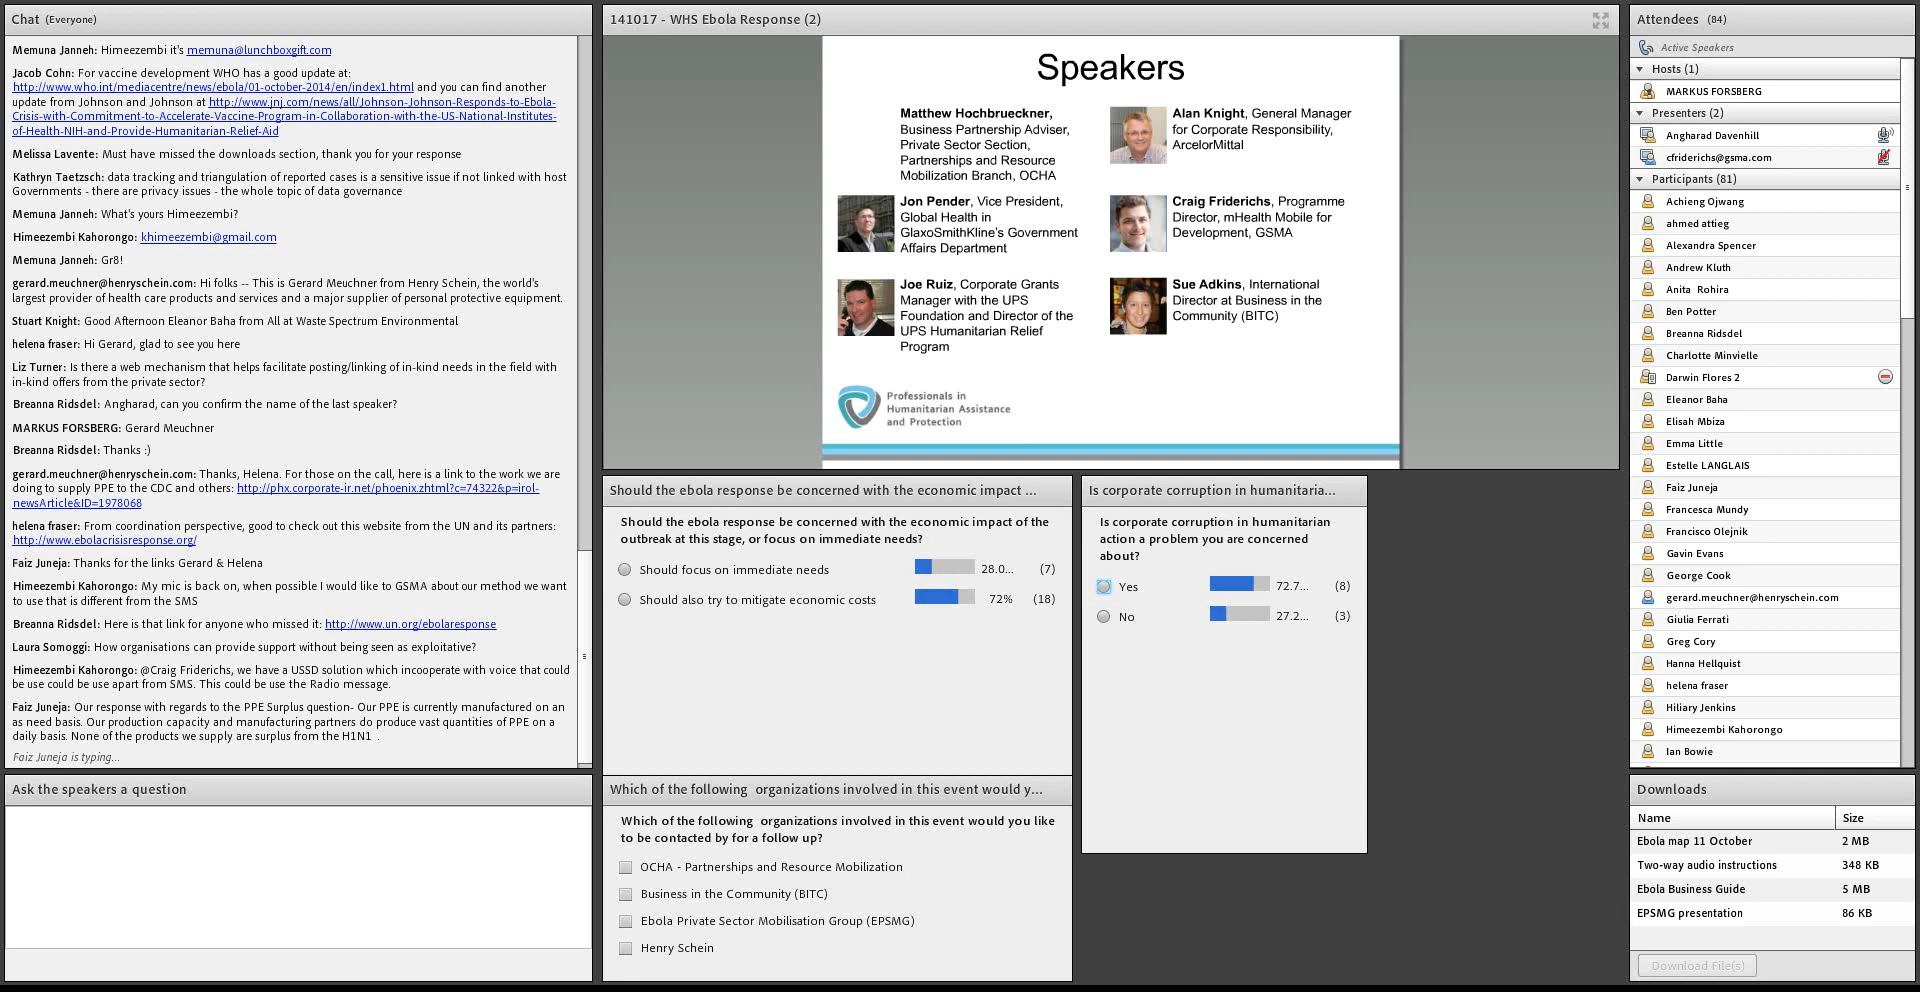 Chat (Everyone)
Memuna Janneh: Himeezembi it's memuna@lunchboxgift.com
Jacob Cohn: For vaccine development WHO has a good update at:
http://www.who.int/mediacentre/news/ebola/01-october-2014/en/index1.html and you can find another
update from Johnson and Johnson at http://www.jnj.com/news/all/Johnson-Johnson-Responds-to-Ebola-
Crisis-with-Commitment-to-Accelerate-Vaccine-Program-in-Collaboration-with-the-US-National-Institutes-
of-Health-NIH-and-Provide-Humanitarian-Relief-Aid
Melissa Lavente: Must have missed the downloads section, thank you for your response
Kathryn Taetzsch: data tracking and triangulation of reported cases is a sensitive issue if not linked with host
Governments - there are privacy issues - the whole topic of data governance
Memuna Janneh: What's yours Himeezembi?
Himeezembi Kahorongo: khimeezembi@gmail.com
Memuna Janneh: Gr8!
gerard.meuchner@henryschein.com: Hi folks -- This is Gerard Meuchner from Henry Schein, the world's
largest provider of health care products and services and a major supplier of personal protective equipment.
Stuart Knight: Good Afternoon Eleanor Baha from All at Waste Spectrum Environmental
helena fraser: Hi Gerard, glad to see you here
Liz Turner: Is there a web mechanism that helps facilitate posting/linking of in-kind needs in the field with
in-kind offers from the private sector?
Breanna Ridsdel: Angharad, can you confirm the name of the last speaker?
MARKUS FORSBERG: Gerard Meuchner
Breanna Ridsdel: Thanks :)
gerard.meuchner@henryschein.com: Thanks, Helena. For those on the call, here is a link to the work we are
doing to supply PPE to the CDC and others: http://phx.corporate-ir.net/phoenix.zhtml?c=74322&p=irol-
newsArticle&ID=1978068
helena fraser: From coordination perspective, good to check out this website from the UN and its partners:
http://www.ebolacrisisresponse.org/
Faiz Juneja: Thanks for the links Gerard & Helena
Himeezembi Kahorongo: My mic is back on, when possible I would like to GSMA about our method we want
to use that is different from the SMS
Breanna Ridsdel: Here is that link for anyone who missed it: http://www.un.org/ebolaresponse
Laura Somoggi: How organisations can provide support without being seen as exploitative?
Himeezembi Kahorongo: @Craig Friderichs, we have a USSD solution which incooperate with voice that could
be use could be use apart from SMS. This could be use the Radio message.
Faiz Juneja: Our response with regards to the PPE Surplus question- Our PPE is currently manufactured on an
as need basis. Our production capacity and manufacturing partners do produce vast quantities of PPE on a
daily basis. None of the products we supply are surplus from the H1N1 .
Faiz Juneja is typing...
Ask the speakers a question
141017 - WHS Ebola Response (2)
Speakers
Matthew Hochbrueckner,
Business Partnership Adviser,
Private Sector Section,
Partnerships and Resource
Mobilization Branch, OCHA
Alan Knight, General Manager
for Corporate Responsibility,
ArcelorMittal
Jon Pender, Vice President,
Global Health in
GlaxoSmithKline's Government
Affairs Department
Craig Friderichs, Programme
Director, mHealth Mobile for
Development, GSMA
Joe Ruiz, Corporate Grants
Manager with the UPS
Foundation and Director of the
UPS Humanitarian Relief
Program
Sue Adkins, International
Director at Business in the
Community (BITC)
Professionals in
Humanitarian Assistance
and Protection
Should the ebola response be concerned with the economic impact ...
Should the ebola response be concerned with the economic impact of the
outbreak at this stage, or focus on immediate needs?
Should focus on immediate needs 28.0... (7)
Should also try to mitigate economic costs 72% (18)
Is corporate corruption in humanitaria...
Is corporate corruption in humanitarian
action a problem you are concerned
about?
Yes 72.7... (8)
No 27.2... (3)
Which of the following organizations involved in this event would y...
Which of the following organizations involved in this event would you like
to be contacted by for a follow up?
OCHA - Partnerships and Resource Mobilization
Business in the Community (BITC)
Ebola Private Sector Mobilisation Group (EPSMG)
Henry Schein
Attendees (84)
Active Speakers
Hosts (1)
MARKUS FORSBERG
Presenters (2)
Angharad Davenhill
cfriderichs@gsma.com
Participants (81)
Achieng Ojwang
ahmed attieg
Alexandra Spencer
Andrew Kluth
Anita Rohira
Ben Potter
Breanna Ridsdel
Charlotte Minvielle
Darwin Flores 2
Eleanor Baha
Elisah Mbiza
Emma Little
Estelle LANGLAIS
Faiz Juneja
Francesca Mundy
Francisco Olejnik
Gavin Evans
George Cook
gerard.meuchner@henryschein.com
Giulia Ferrati
Greg Cory
Hanna Hellquist
helena fraser
Hiliary Jenkins
Himeezembi Kahorongo
Ian Bowie
Downloads
Name Size
Ebola map 11 October 2 MB
Two-way audio instructions 348 KB
Ebola Business Guide 5 MB
EPSMG presentation 86 KB
Download File(s)